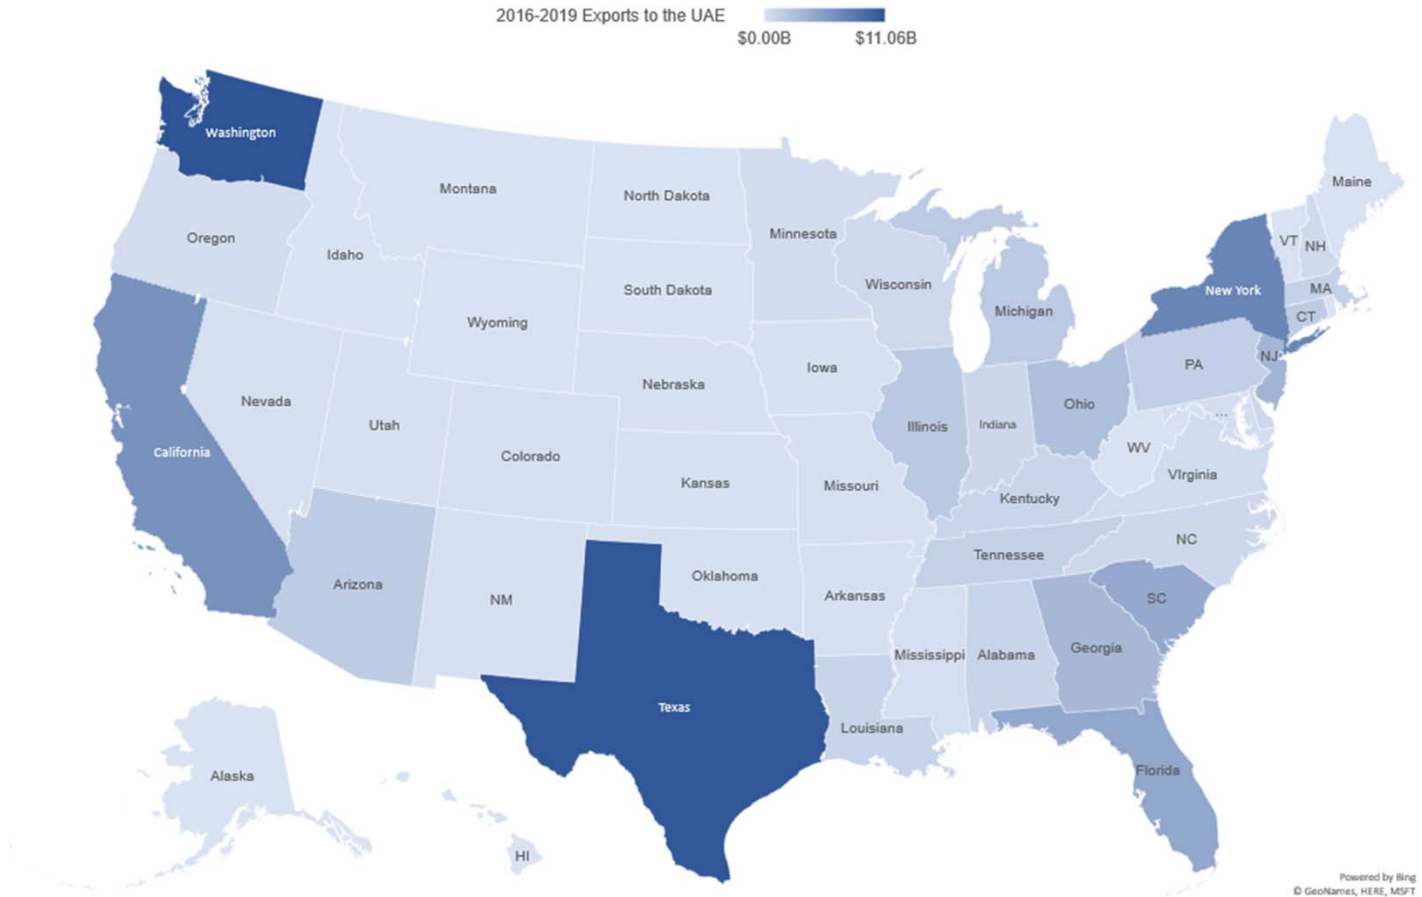 2016-2019 Exports to the UAE
$0.00B $11.06B
Washington
Montana
North Dakota
Maine
Oregon
Idaho
Minnesota
VT
NH
South Dakota
Wisconsin
New York
MA
Wyoming
Michigan
CT
Iowa
PA
NJ
Nebraska
Nevada
Utah
Ohio
...
California
Colorado
Illinois
Indiana
WV
Kansas
Missouri
Kentucky
VIrginia
Arizona
NM
Oklahoma
Arkansas
Tennessee
NC
SC
Mississippi
Alabama
Georgia
Texas
Louisiana
Florida
Alaska
HI
Powered by Bing
© GeoNames, HERE, MSFT